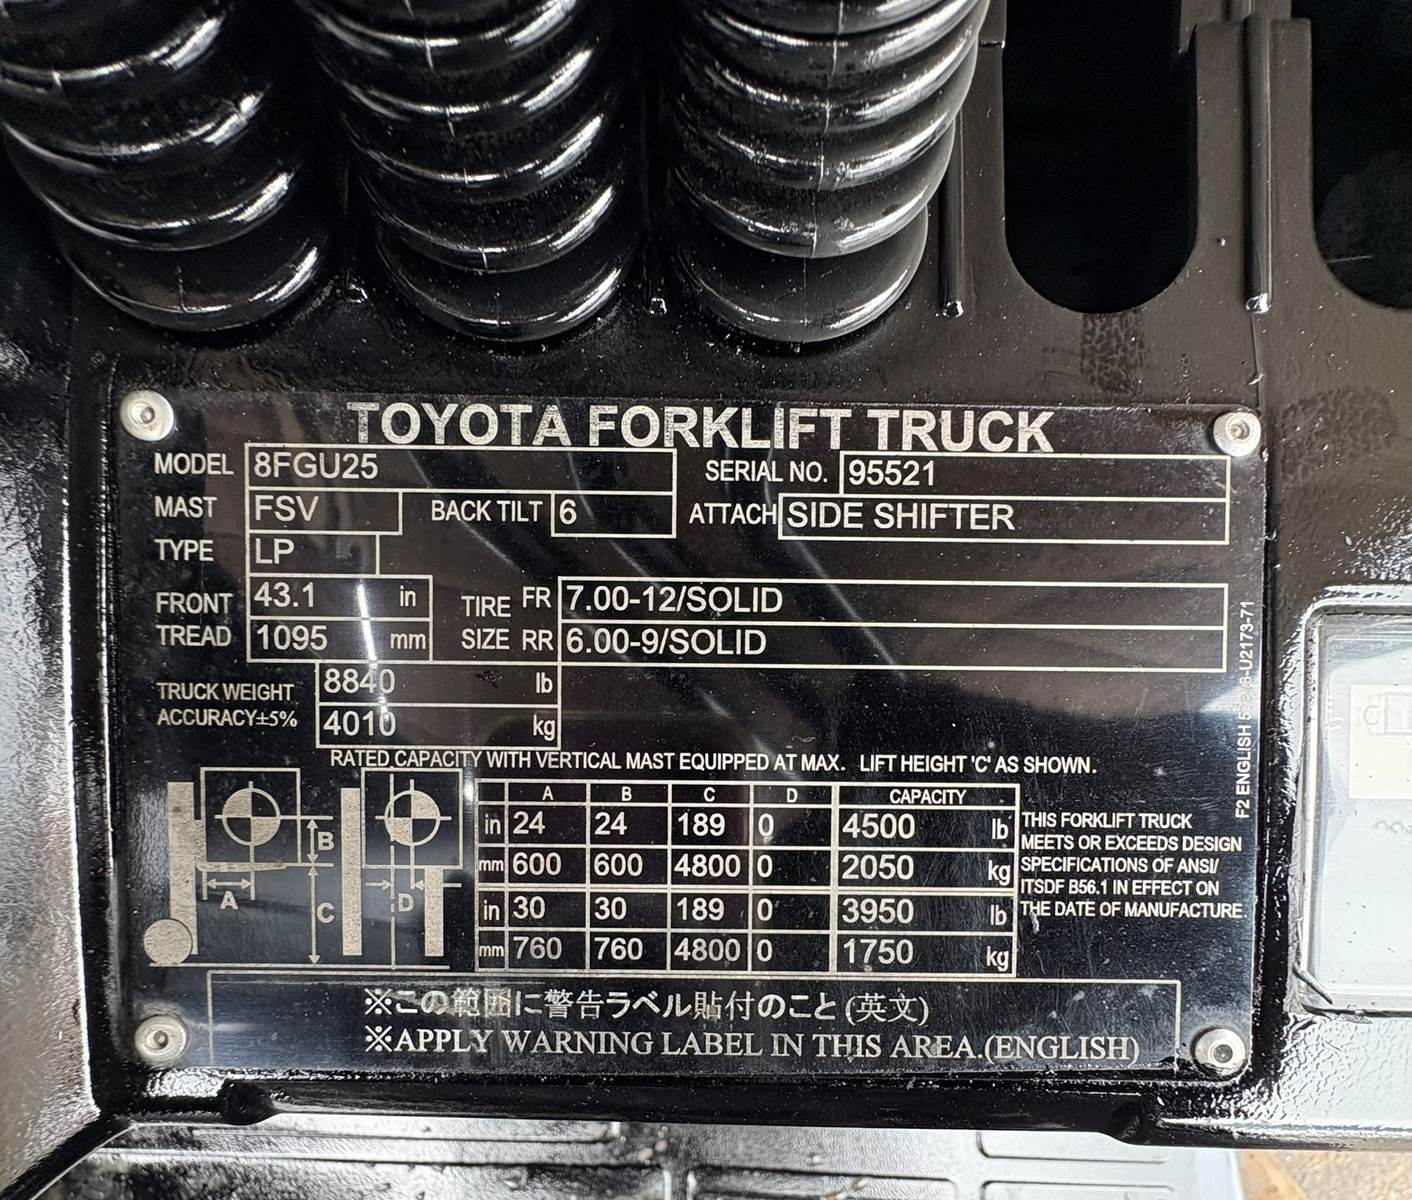 TOYOTA FORKLIFT TRUCK
MODEL 8FGU25 SERIAL NO. 95521
MAST FSV BACK TILT 6 ATTACH SIDE SHIFTER
TYPE LP
FRONT TREAD 43.1 in 1095 mm
TIRE SIZE FR 7.00-12/SOLID
RR 6.00-9/SOLID
TRUCK WEIGHT 8840 lb
ACCURACY±5% 4010 kg
RATED CAPACITY WITH VERTICAL MAST EQUIPPED AT MAX. LIFT HEIGHT 'C' AS SHOWN.
A B C D
A B C D CAPACITY
in 24 24 189 0 4500 lb
mm 600 600 4800 0 2050 kg
in 30 30 189 0 3950 lb
mm 760 760 4800 0 1750 kg
THIS FORKLIFT TRUCK
MEETS OR EXCEEDS DESIGN
SPECIFICATIONS OF ANSI/
ITSDF B56.1 IN EFFECT ON
THE DATE OF MANUFACTURE.
※この範囲に警告ラベル貼付のこと(英文)
※APPLY WARNING LABEL IN THIS AREA.(ENGLISH)
F2 ENGLISH